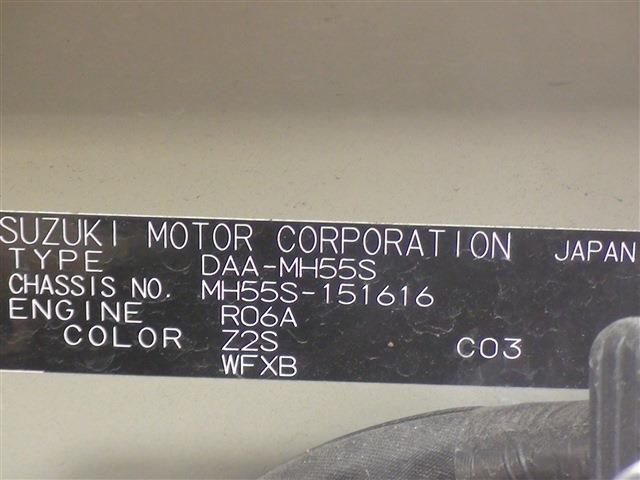 SUZUKI MOTOR CORPORATION JAPAN
TYPE DAA-MH55S
CHASSIS NO. MH55S-151616
ENGINE R06A
COLOR Z2S C03
WFXB